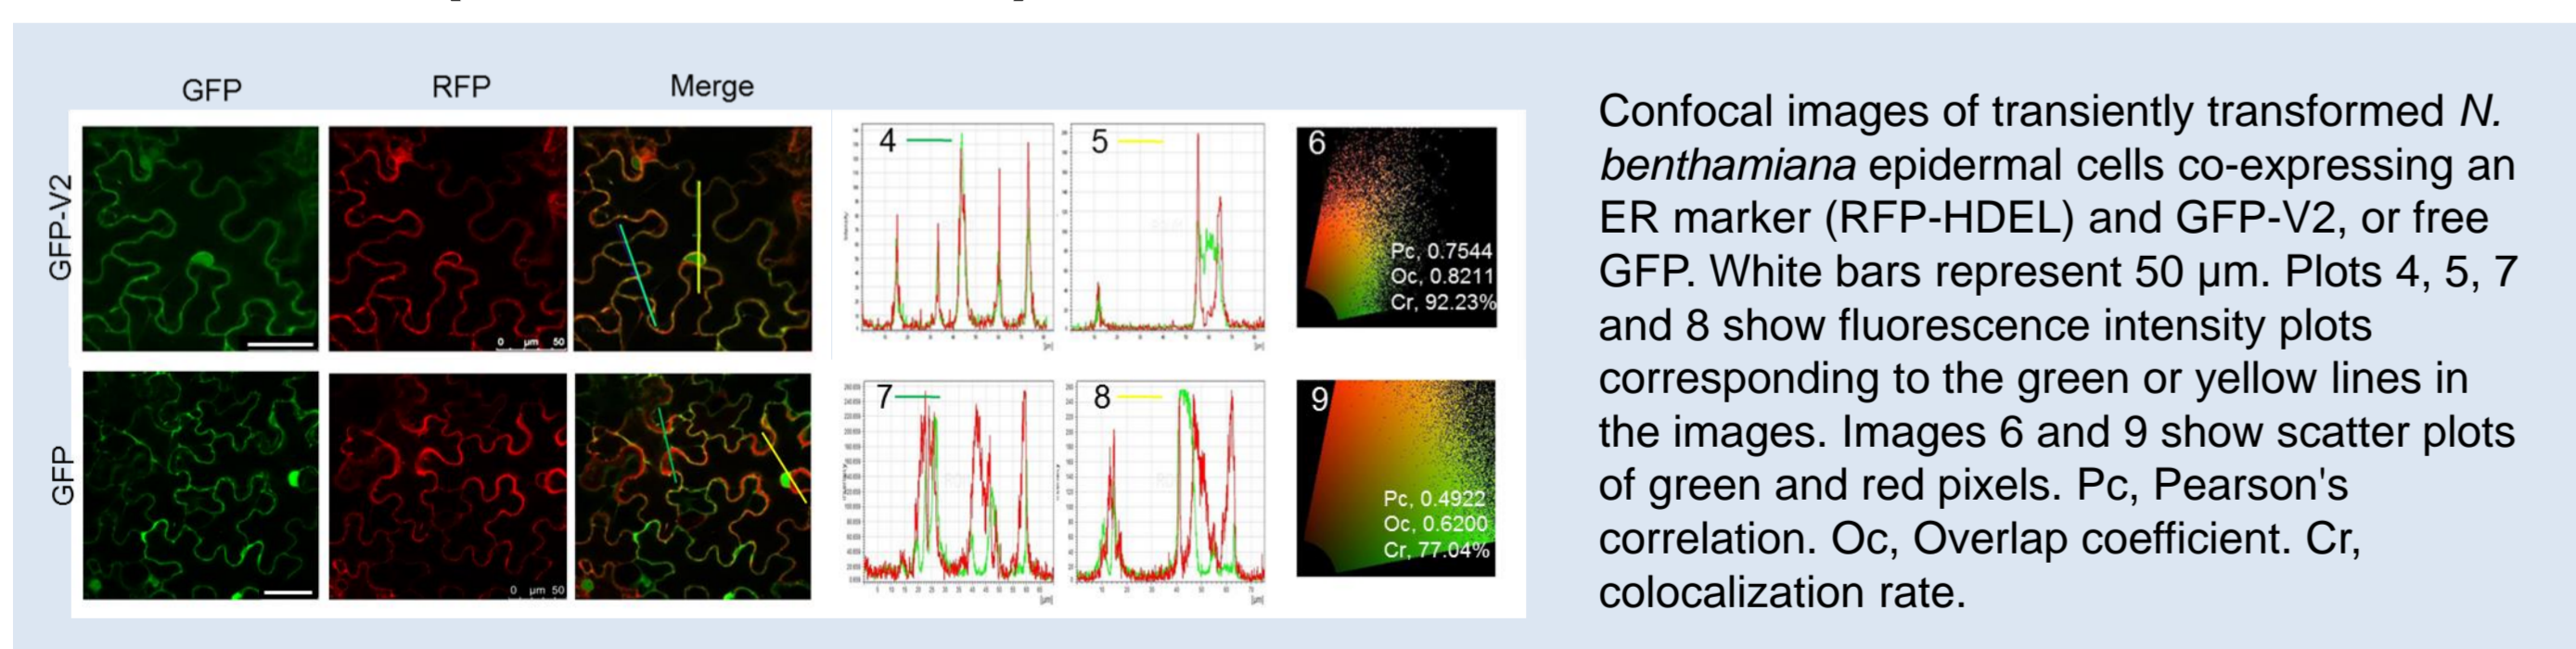 GFP RFP Merge
GFP-V2
0 µm 50
4
5
6
Pc, 0.7544
Oc, 0.8211
Cr, 92.23%
GFP
0 µm 50
7
8
9
Pc, 0.4922
Oc, 0.6200
Cr, 77.04%
Confocal images of transiently transformed N.
benthamiana epidermal cells co-expressing an
ER marker (RFP-HDEL) and GFP-V2, or free
GFP. White bars represent 50 μm. Plots 4, 5, 7
and 8 show fluorescence intensity plots
corresponding to the green or yellow lines in
the images. Images 6 and 9 show scatter plots
of green and red pixels. Pc, Pearson's
correlation. Oc, Overlap coefficient. Cr,
colocalization rate.